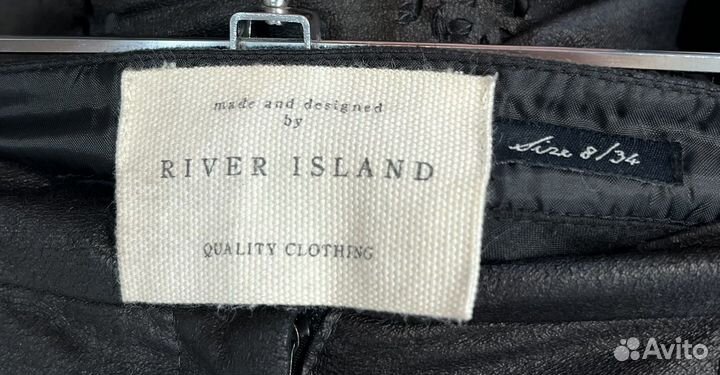 made and designed
by
RIVER ISLAND
QUALITY CLOTHING
Size 8/34
Avito